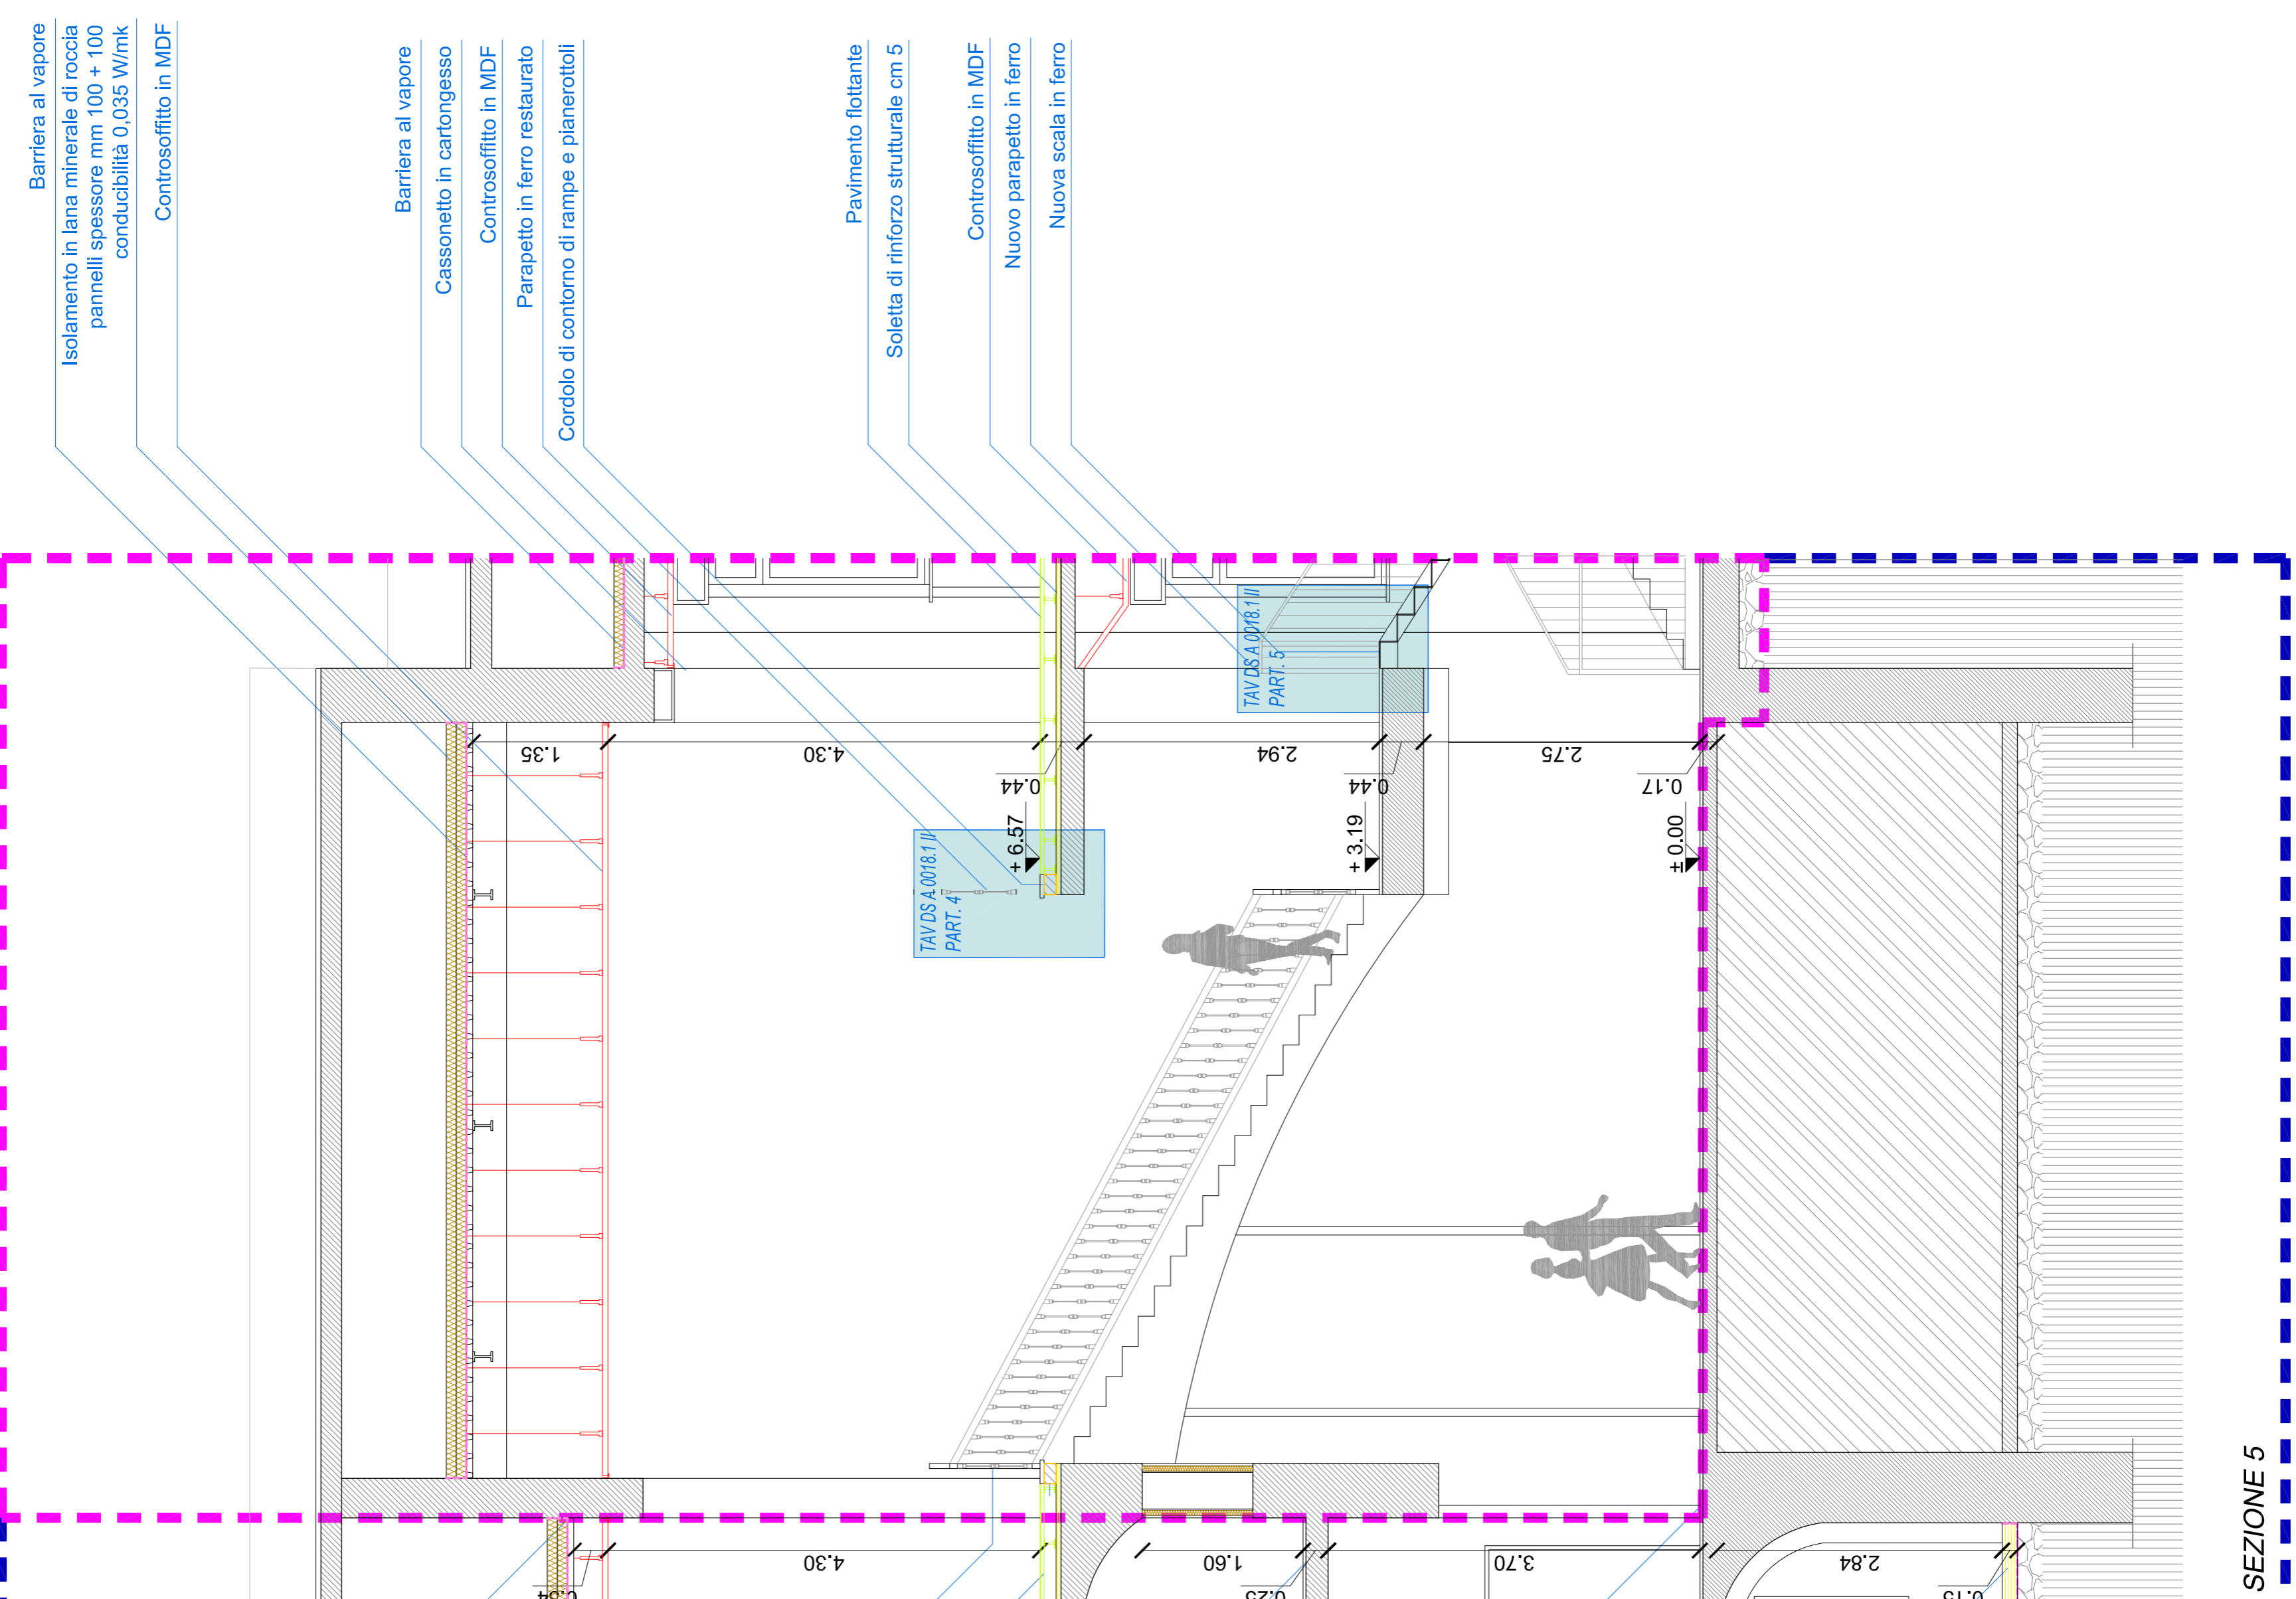 Barriera al vapore
Isolamento in lana minerale di roccia
pannelli spessore mm 100 + 100
conducibilità 0,035 W/mk
Controsoffitto in MDF
Barriera al vapore
Cassonetto in cartongesso
Controsoffitto in MDF
Parapetto in ferro restaurato
Cordolo di contorno di rampe e pianerottoli
Pavimento flottante
Soletta di rinforzo strutturale cm 5
Controsoffitto in MDF
Nuovo parapetto in ferro
Nuova scala in ferro
TAV DS A 0018.1 II
PART. 5
1.35
4.30
0.44
2.94
0.44
2.75
0.17
+ 6.57
+ 3.19
± 0.00
TAV DS A 0018.1 II
PART. 4
4.30
1.60
0.25
3.70
2.84
0.15
SEZIONE 5